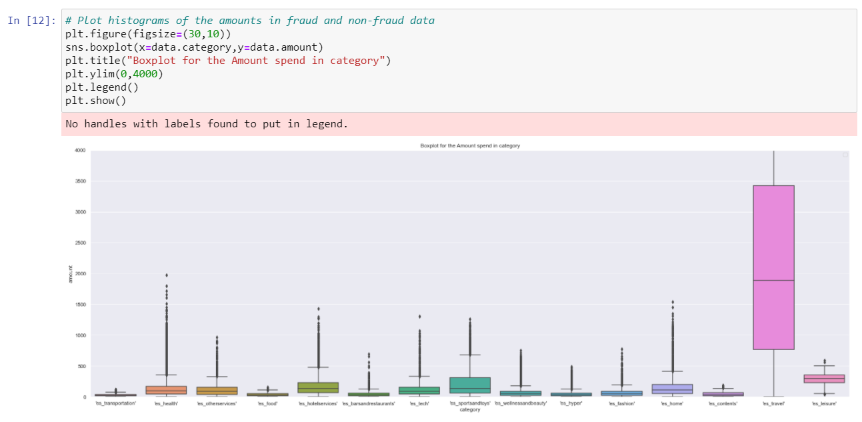 In [12]: # Plot histograms of the amounts in fraud and non-fraud data
plt.figure(figsize=(30,10))
sns.boxplot(x=data.category,y=data.amount)
plt.title("Boxplot for the Amount spend in category")
plt.ylim(0,4000)
plt.legend()
plt.show()
No handles with labels found to put in legend.
Boxplot for the Amount spend in category
4000
3500
3000
2500
2000
1500
1000
500
0
amount
'es_transportation' 'es_health' 'es_otherservices' 'es_food' 'es_hotelservices' 'es_barsandrestaurants' 'es_tech' 'es_sportsandtoys' 'es_wellnessandbeauty' 'es_hyper' 'es_fashion' 'es_home' 'es_contents' 'es_travel' 'es_leisure'
category